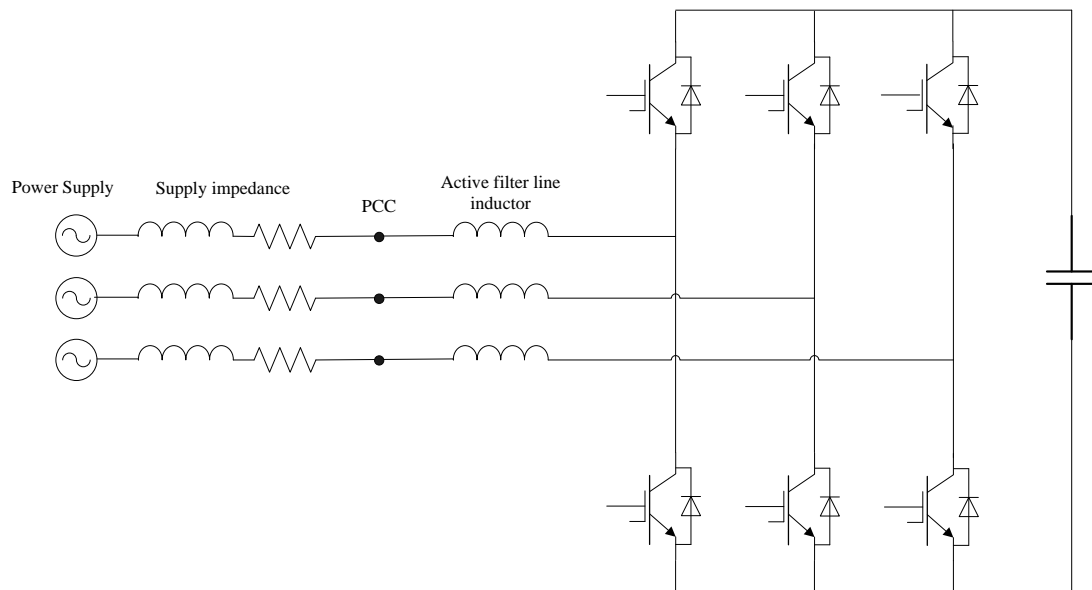 Power Supply
Supply impedance
PCC
Active filter line
inductor